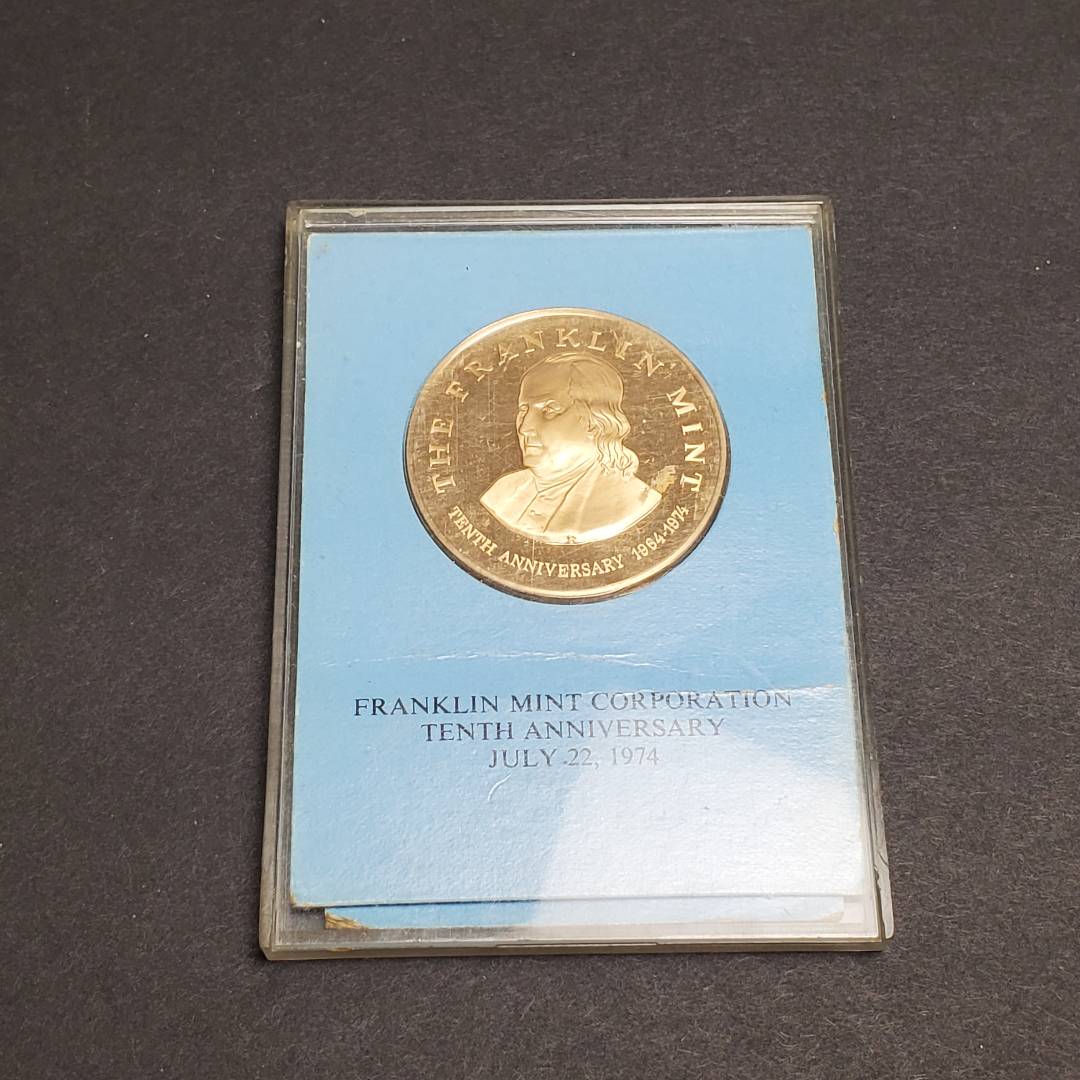 THE FRANKLIN MINT
TENTH ANNIVERSARY 1964-1974
R
FRANKLIN MINT CORPORATION
TENTH ANNIVERSARY
JULY 22, 1974